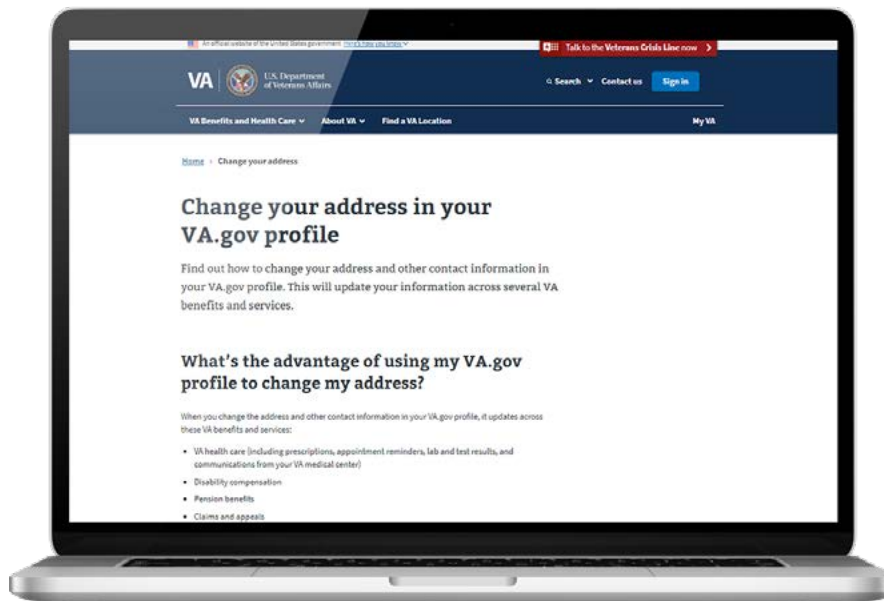 An official website of the United States government Here's how you know
Talk to the Veterans Crisis Line now
VA
U.S. Department
of Veterans Affairs
Search Contact us Sign in
VA Benefits and Health Care About VA Find a VA Location My VA
Home › Change your address
Change your address in your
VA.gov profile
Find out how to change your address and other contact information in
your VA.gov profile. This will update your information across several VA
benefits and services.
What's the advantage of using my VA.gov
profile to change my address?
When you change the address and other contact information in your VA.gov profile, it updates across
these VA benefits and services:
• VA health care (including prescriptions, appointment reminders, lab and test results, and
communications from your VA medical center)
• Disability compensation
• Pension benefits
• Claims and appeals